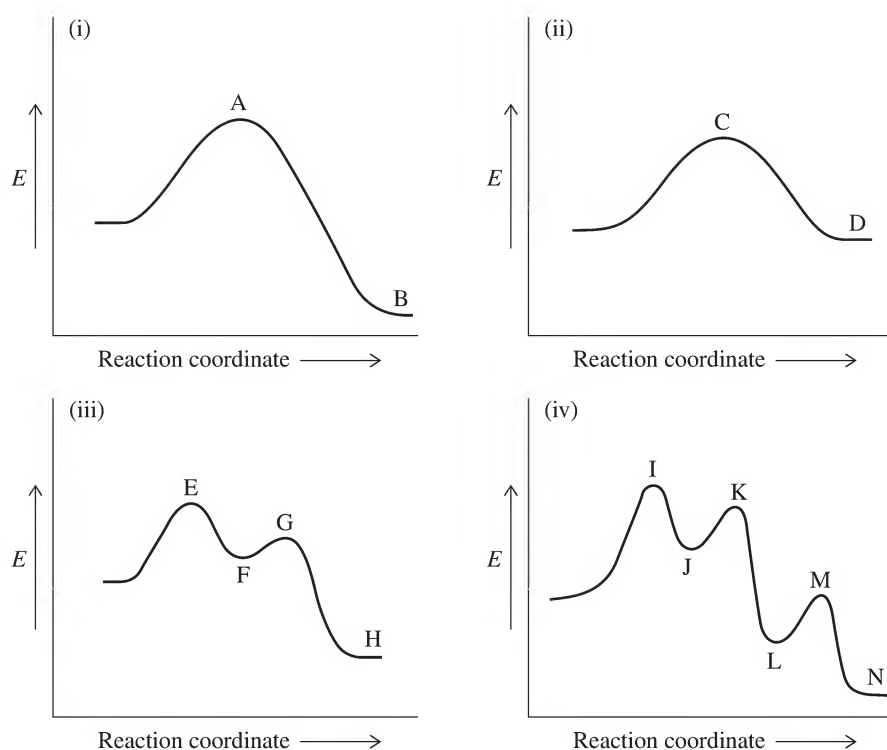 (i)
A
E
B
Reaction coordinate
(ii)
C
E
D
Reaction coordinate
(iii)
E
G
E
F
H
Reaction coordinate
(iv)
I
K
E
J
M
L
N
Reaction coordinate